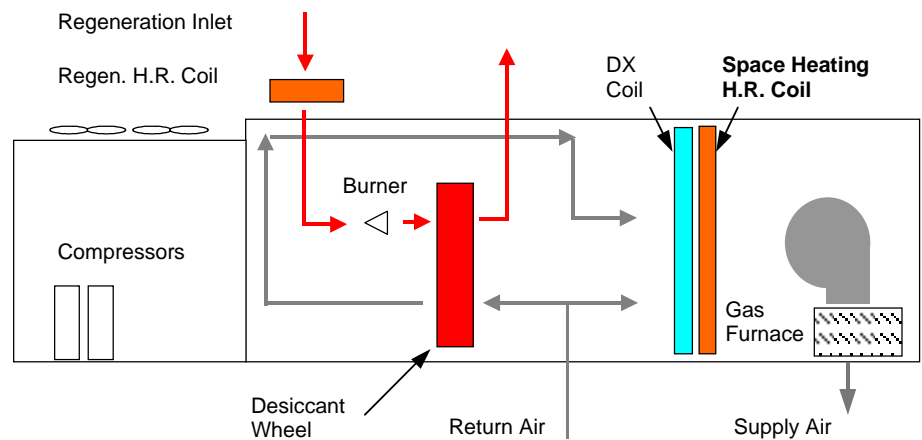 Regeneration Inlet
Regen. H.R. Coil
DX
Coil
Space Heating
H.R. Coil
Burner
Compressors
Gas
Furnace
Desiccant
Wheel
Return Air
Supply Air